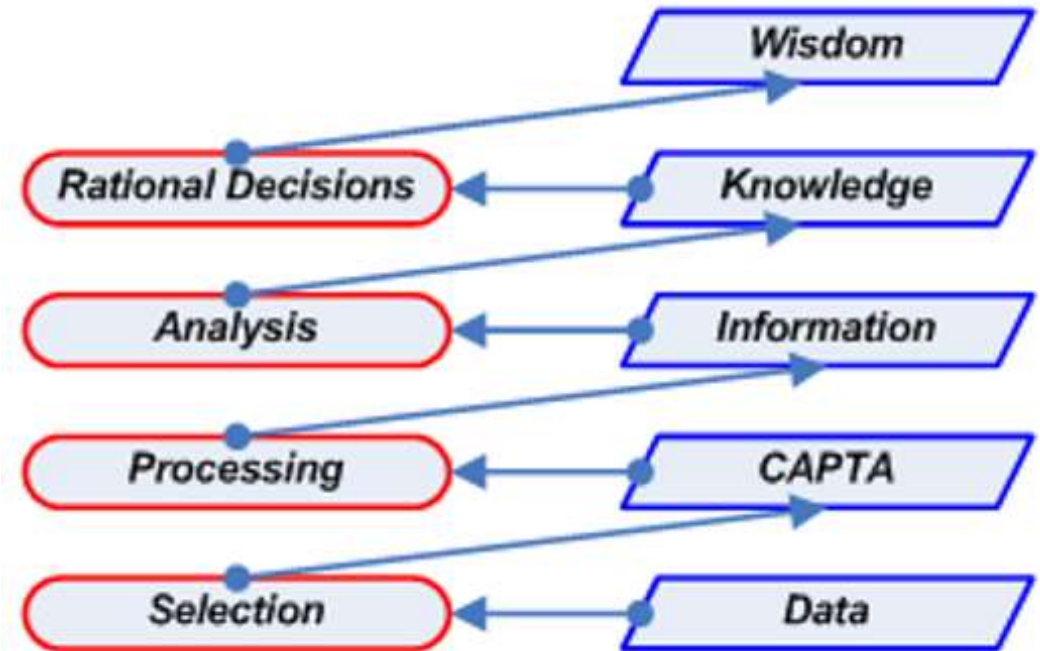 Wisdom
Rational Decisions
Knowledge
Analysis
Information
Processing
CAPTA
Selection
Data